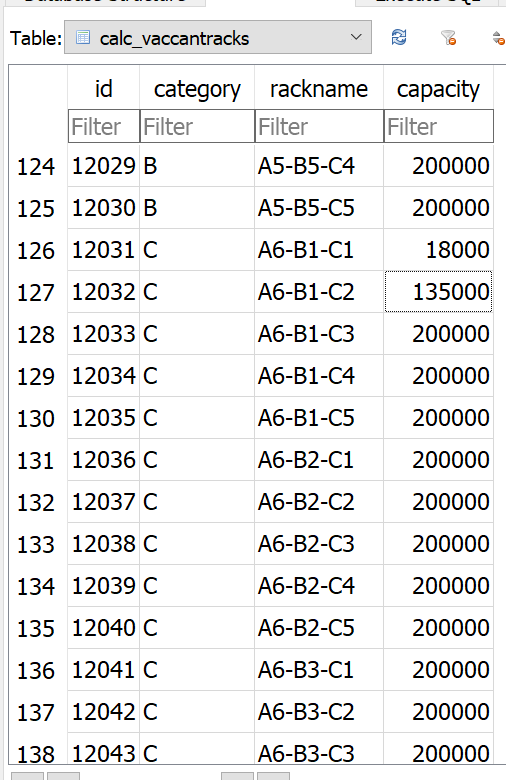 Table: calc_vaccantracks
id category rackname capacity
Filter Filter Filter Filter
124 12029 B A5-B5-C4 200000
125 12030 B A5-B5-C5 200000
126 12031 C A6-B1-C1 18000
127 12032 C A6-B1-C2 135000
128 12033 C A6-B1-C3 200000
129 12034 C A6-B1-C4 200000
130 12035 C A6-B1-C5 200000
131 12036 C A6-B2-C1 200000
132 12037 C A6-B2-C2 200000
133 12038 C A6-B2-C3 200000
134 12039 C A6-B2-C4 200000
135 12040 C A6-B2-C5 200000
136 12041 C A6-B3-C1 200000
137 12042 C A6-B3-C2 200000
138 12043 C A6-B3-C3 200000